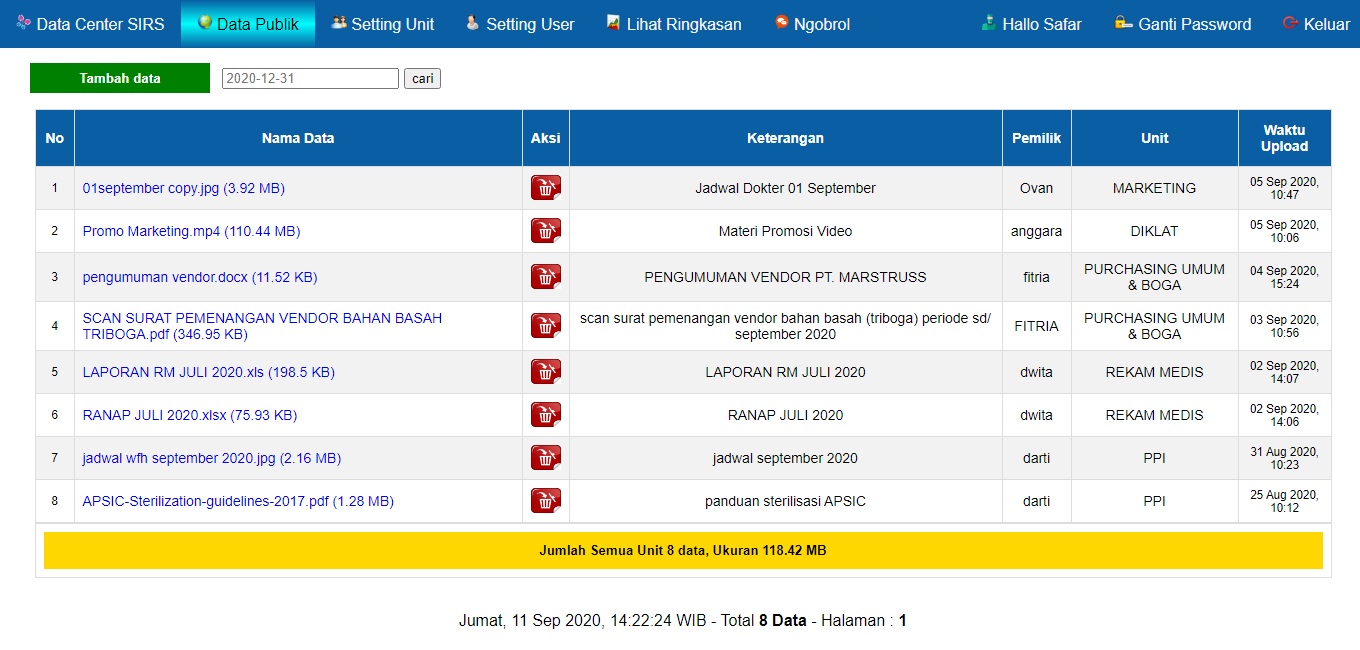 Data Center SIRS Data Publik Setting Unit Setting User Lihat Ringkasan Ngobrol Hallo Safar Ganti Password Keluar
Tambah data 2020-12-31 cari
No Nama Data Aksi Keterangan Pemilik Unit Waktu Upload
1 01september copy.jpg (3.92 MB) Jadwal Dokter 01 September Ovan MARKETING 05 Sep 2020, 10:47
2 Promo Marketing.mp4 (110.44 MB) Materi Promosi Video anggara DIKLAT 05 Sep 2020, 10:06
3 pengumuman vendor.docx (11.52 KB) PENGUMUMAN VENDOR PT. MARSTRUSS fitria PURCHASING UMUM & BOGA 04 Sep 2020, 15:24
4 SCAN SURAT PEMENANGAN VENDOR BAHAN BASAH TRIBOGA.pdf (346.95 KB) scan surat pemenangan vendor bahan basah (triboga) periode sd/ september 2020 FITRIA PURCHASING UMUM & BOGA 03 Sep 2020, 10:56
5 LAPORAN RM JULI 2020.xls (198.5 KB) LAPORAN RM JULI 2020 dwita REKAM MEDIS 02 Sep 2020, 14:07
6 RANAP JULI 2020.xlsx (75.93 KB) RANAP JULI 2020 dwita REKAM MEDIS 02 Sep 2020, 14:06
7 jadwal wfh september 2020.jpg (2.16 MB) jadwal september 2020 darti PPI 31 Aug 2020, 10:23
8 APSIC-Sterilization-guidelines-2017.pdf (1.28 MB) panduan sterilisasi APSIC darti PPI 25 Aug 2020, 10:12
Jumlah Semua Unit 8 data, Ukuran 118.42 MB
Jumat, 11 Sep 2020, 14:22:24 WIB - Total 8 Data - Halaman : 1